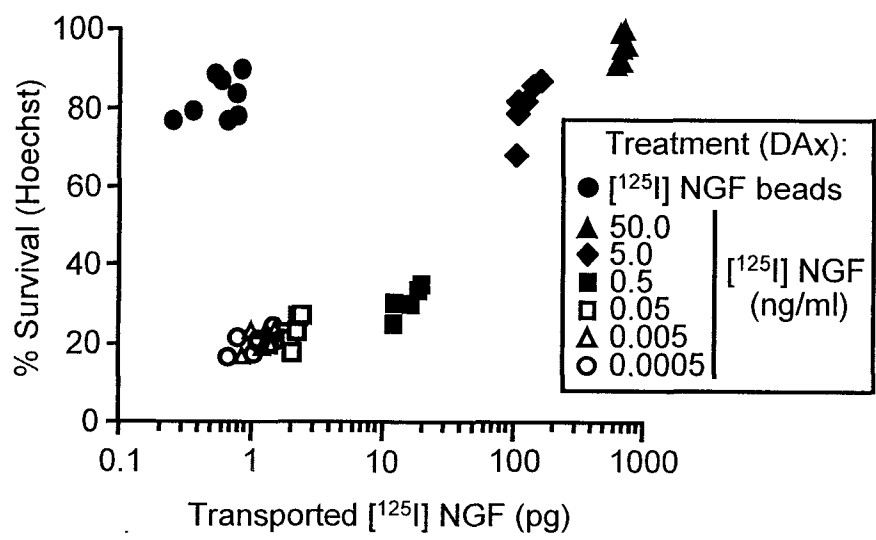 100
80
60
40
20
0
% Survival (Hoechst)
0.1 1 10 100 1000
Transported [¹²⁵I] NGF (pg)
Treatment (DAx):
[¹²⁵I] NGF beads
50.0
5.0
0.5
0.05
0.005
0.0005
[¹²⁵I] NGF
(ng/ml)